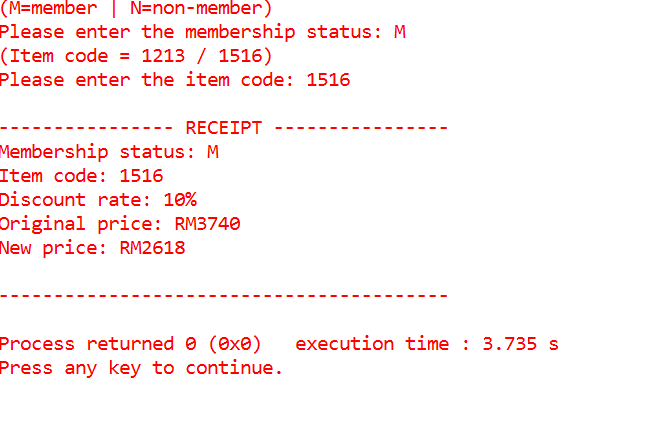 (M=member | N=non-member)
Please enter the membership status: M
(Item code = 1213 / 1516)
Please enter the item code: 1516
---------------- RECEIPT ----------------
Membership status: M
Item code: 1516
Discount rate: 10%
Original price: RM3740
New price: RM2618
-----------------------------------------
Process returned 0 (0x0)   execution time : 3.735 s
Press any key to continue.